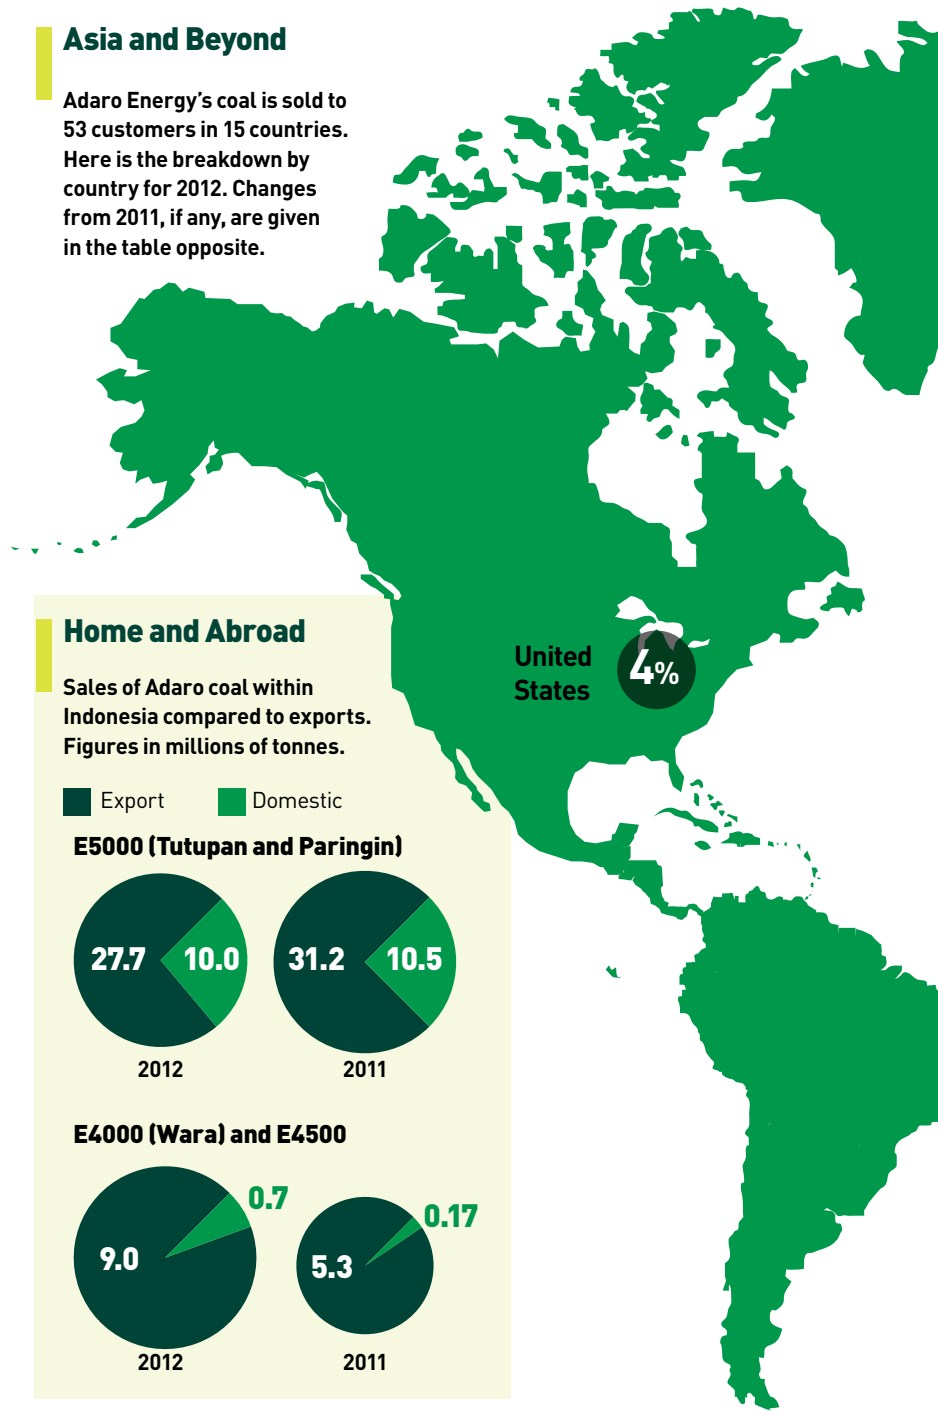 Asia and Beyond
Adaro Energy’s coal is sold to
53 customers in 15 countries.
Here is the breakdown by
country for 2012. Changes
from 2011, if any, are given
in the table opposite.
United
States
4%
Home and Abroad
Sales of Adaro coal within
Indonesia compared to exports.
Figures in millions of tonnes.
Export
Domestic
E5000 (Tutupan and Paringin)
27.7
10.0
31.2
10.5
2012
2011
E4000 (Wara) and E4500
9.0
0.7
5.3
0.17
2012
2011